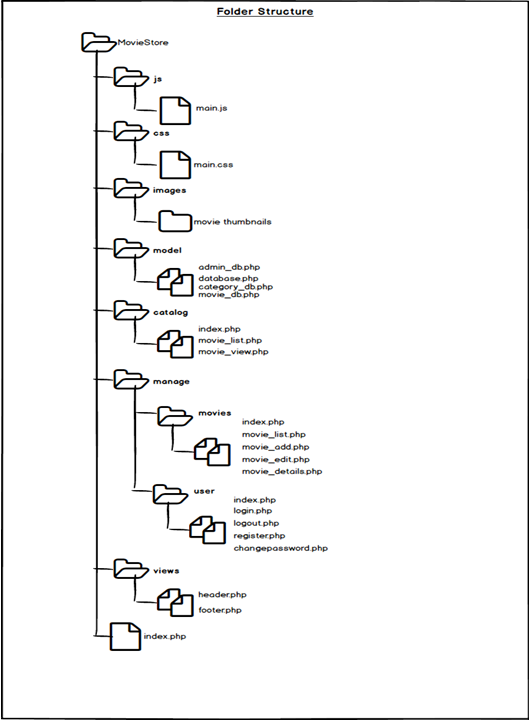 Folder Structure
MovieStore
js
main.js
css
main.css
images
movie thumbnails
model
admin_db.php
database.php
category_db.php
movie_db.php
catalog
index.php
movie_list.php
movie_view.php
manage
movies
index.php
movie_list.php
movie_add.php
movie_edit.php
movie_details.php
user
index.php
login.php
logout.php
register.php
changepassword.php
views
header.php
footer.php
index.php